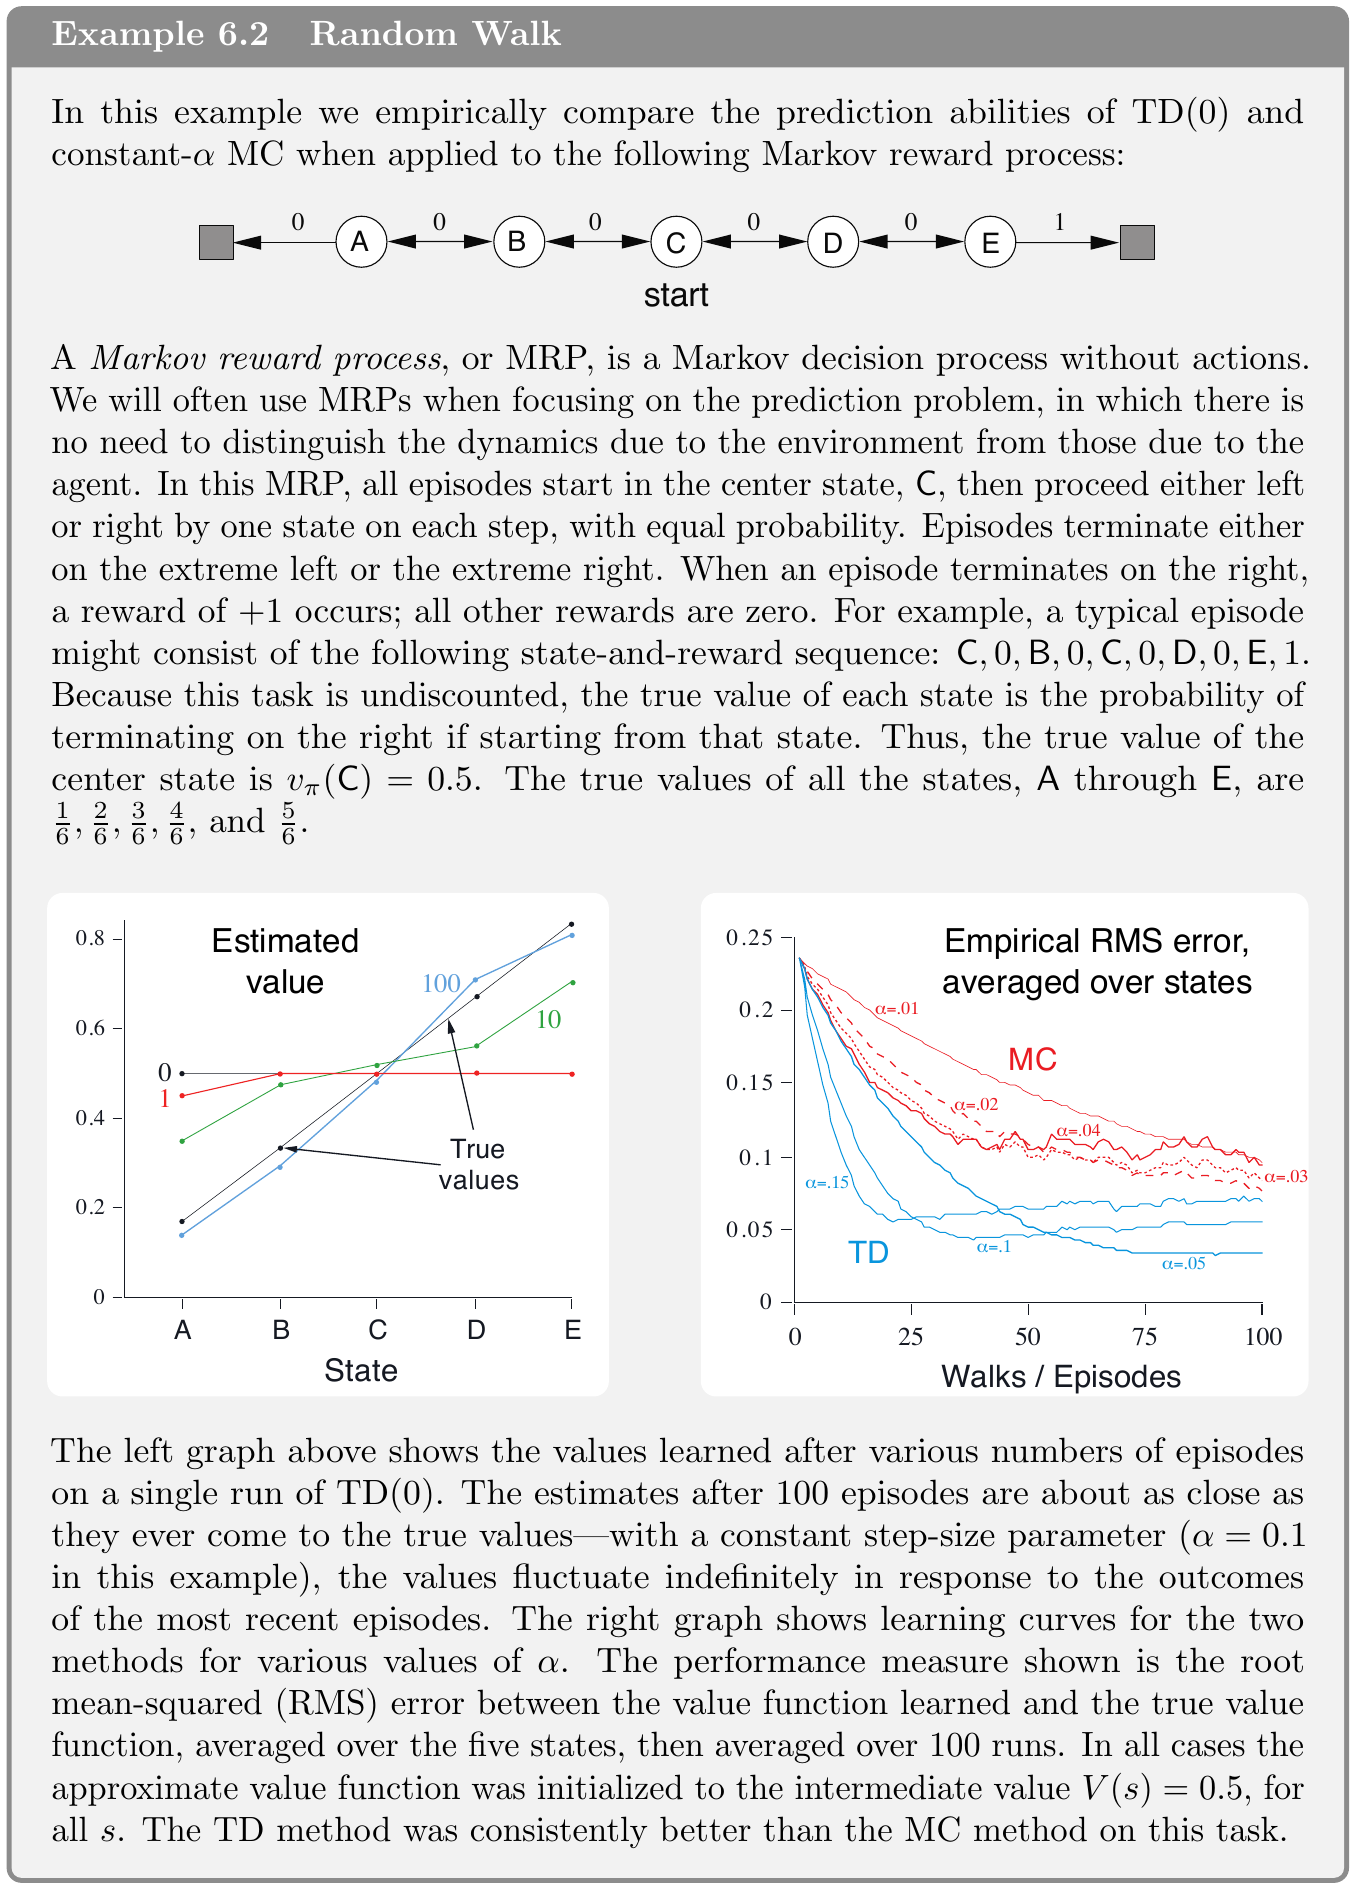 Example 6.2 Random Walk
In this example we empirically compare the prediction abilities of TD(0) and
constant-α MC when applied to the following Markov reward process:
0 0 0 0 0 1
A B C D E
start
A Markov reward process, or MRP, is a Markov decision process without actions.
We will often use MRPs when focusing on the prediction problem, in which there is
no need to distinguish the dynamics due to the environment from those due to the
agent. In this MRP, all episodes start in the center state, C, then proceed either left
or right by one state on each step, with equal probability. Episodes terminate either
on the extreme left or the extreme right. When an episode terminates on the right,
a reward of +1 occurs; all other rewards are zero. For example, a typical episode
might consist of the following state-and-reward sequence: C, 0, B, 0, C, 0, D, 0, E, 1.
Because this task is undiscounted, the true value of each state is the probability of
terminating on the right if starting from that state. Thus, the true value of the
center state is vπ(C) = 0.5. The true values of all the states, A through E, are
1/6, 2/6, 3/6, 4/6, and 5/6.
Estimated
value
0.8
0.6
0.4
0.2
0
0
1
100
10
True
values
A B C D E
State
Empirical RMS error,
averaged over states
0.25
0.2
0.15
0.1
0.05
0
α=.01
MC
α=.02
α=.04
α=.03
α=.15
TD
α=.1
α=.05
0 25 50 75 100
Walks / Episodes
The left graph above shows the values learned after various numbers of episodes
on a single run of TD(0). The estimates after 100 episodes are about as close as
they ever come to the true values—with a constant step-size parameter (α = 0.1
in this example), the values fluctuate indefinitely in response to the outcomes
of the most recent episodes. The right graph shows learning curves for the two
methods for various values of α. The performance measure shown is the root
mean-squared (RMS) error between the value function learned and the true value
function, averaged over the five states, then averaged over 100 runs. In all cases the
approximate value function was initialized to the intermediate value V(s) = 0.5, for
all s. The TD method was consistently better than the MC method on this task.